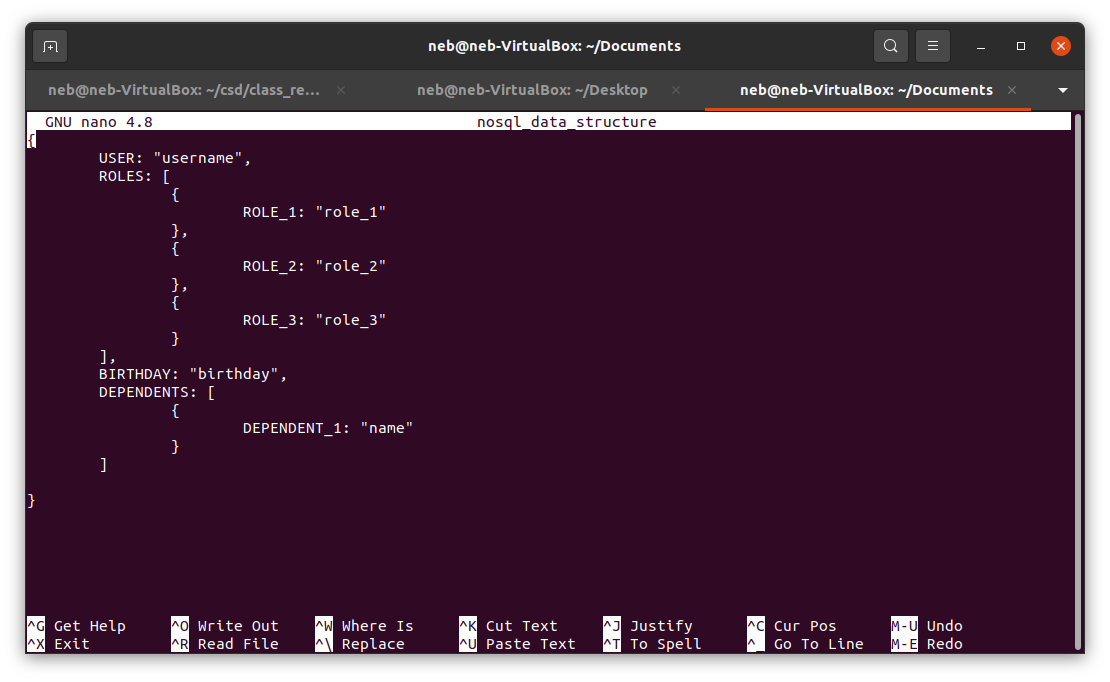 neb@neb-VirtualBox: ~/Documents
neb@neb-VirtualBox: ~/csd/class_re... neb@neb-VirtualBox: ~/Desktop neb@neb-VirtualBox: ~/Documents
GNU nano 4.8 nosql_data_structure
{
USER: "username",
ROLES: [
{
ROLE_1: "role_1"
},
{
ROLE_2: "role_2"
},
{
ROLE_3: "role_3"
}
],
BIRTHDAY: "birthday",
DEPENDENTS: [
{
DEPENDENT_1: "name"
}
]
}
^G Get Help ^O Write Out ^W Where Is ^K Cut Text ^J Justify ^C Cur Pos M-U Undo
^X Exit ^R Read File ^\ Replace ^U Paste Text ^T To Spell ^_ Go To Line M-E Redo